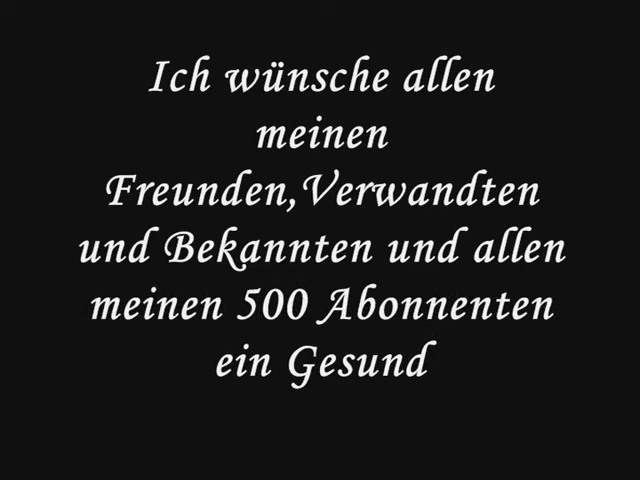 Ich wünsche allen
meinen
Freunden,Verwandten
und Bekannten und allen
meinen 500 Abonnenten
ein Gesund